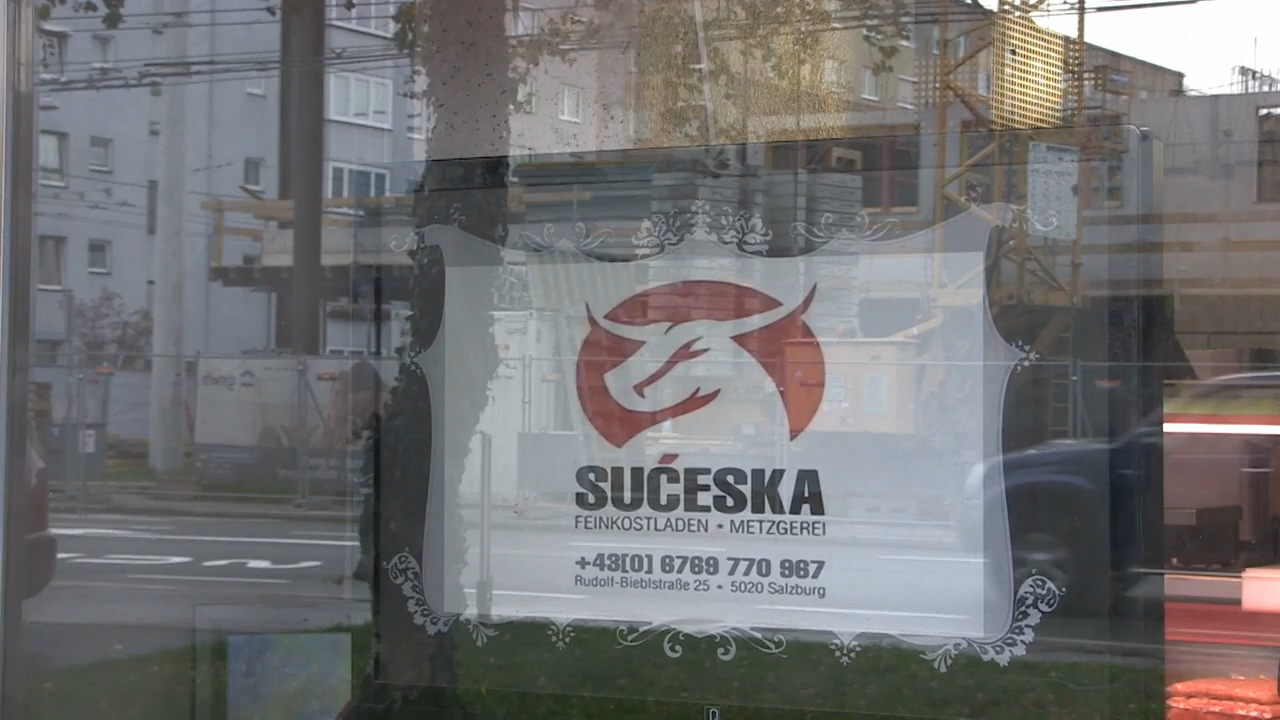 SUĆESKA
FEINKOSTLADEN • METZGEREI
+43[0] 6769 770 967
Rudolf-Bieblstraße 25 • 5020 Salzburg